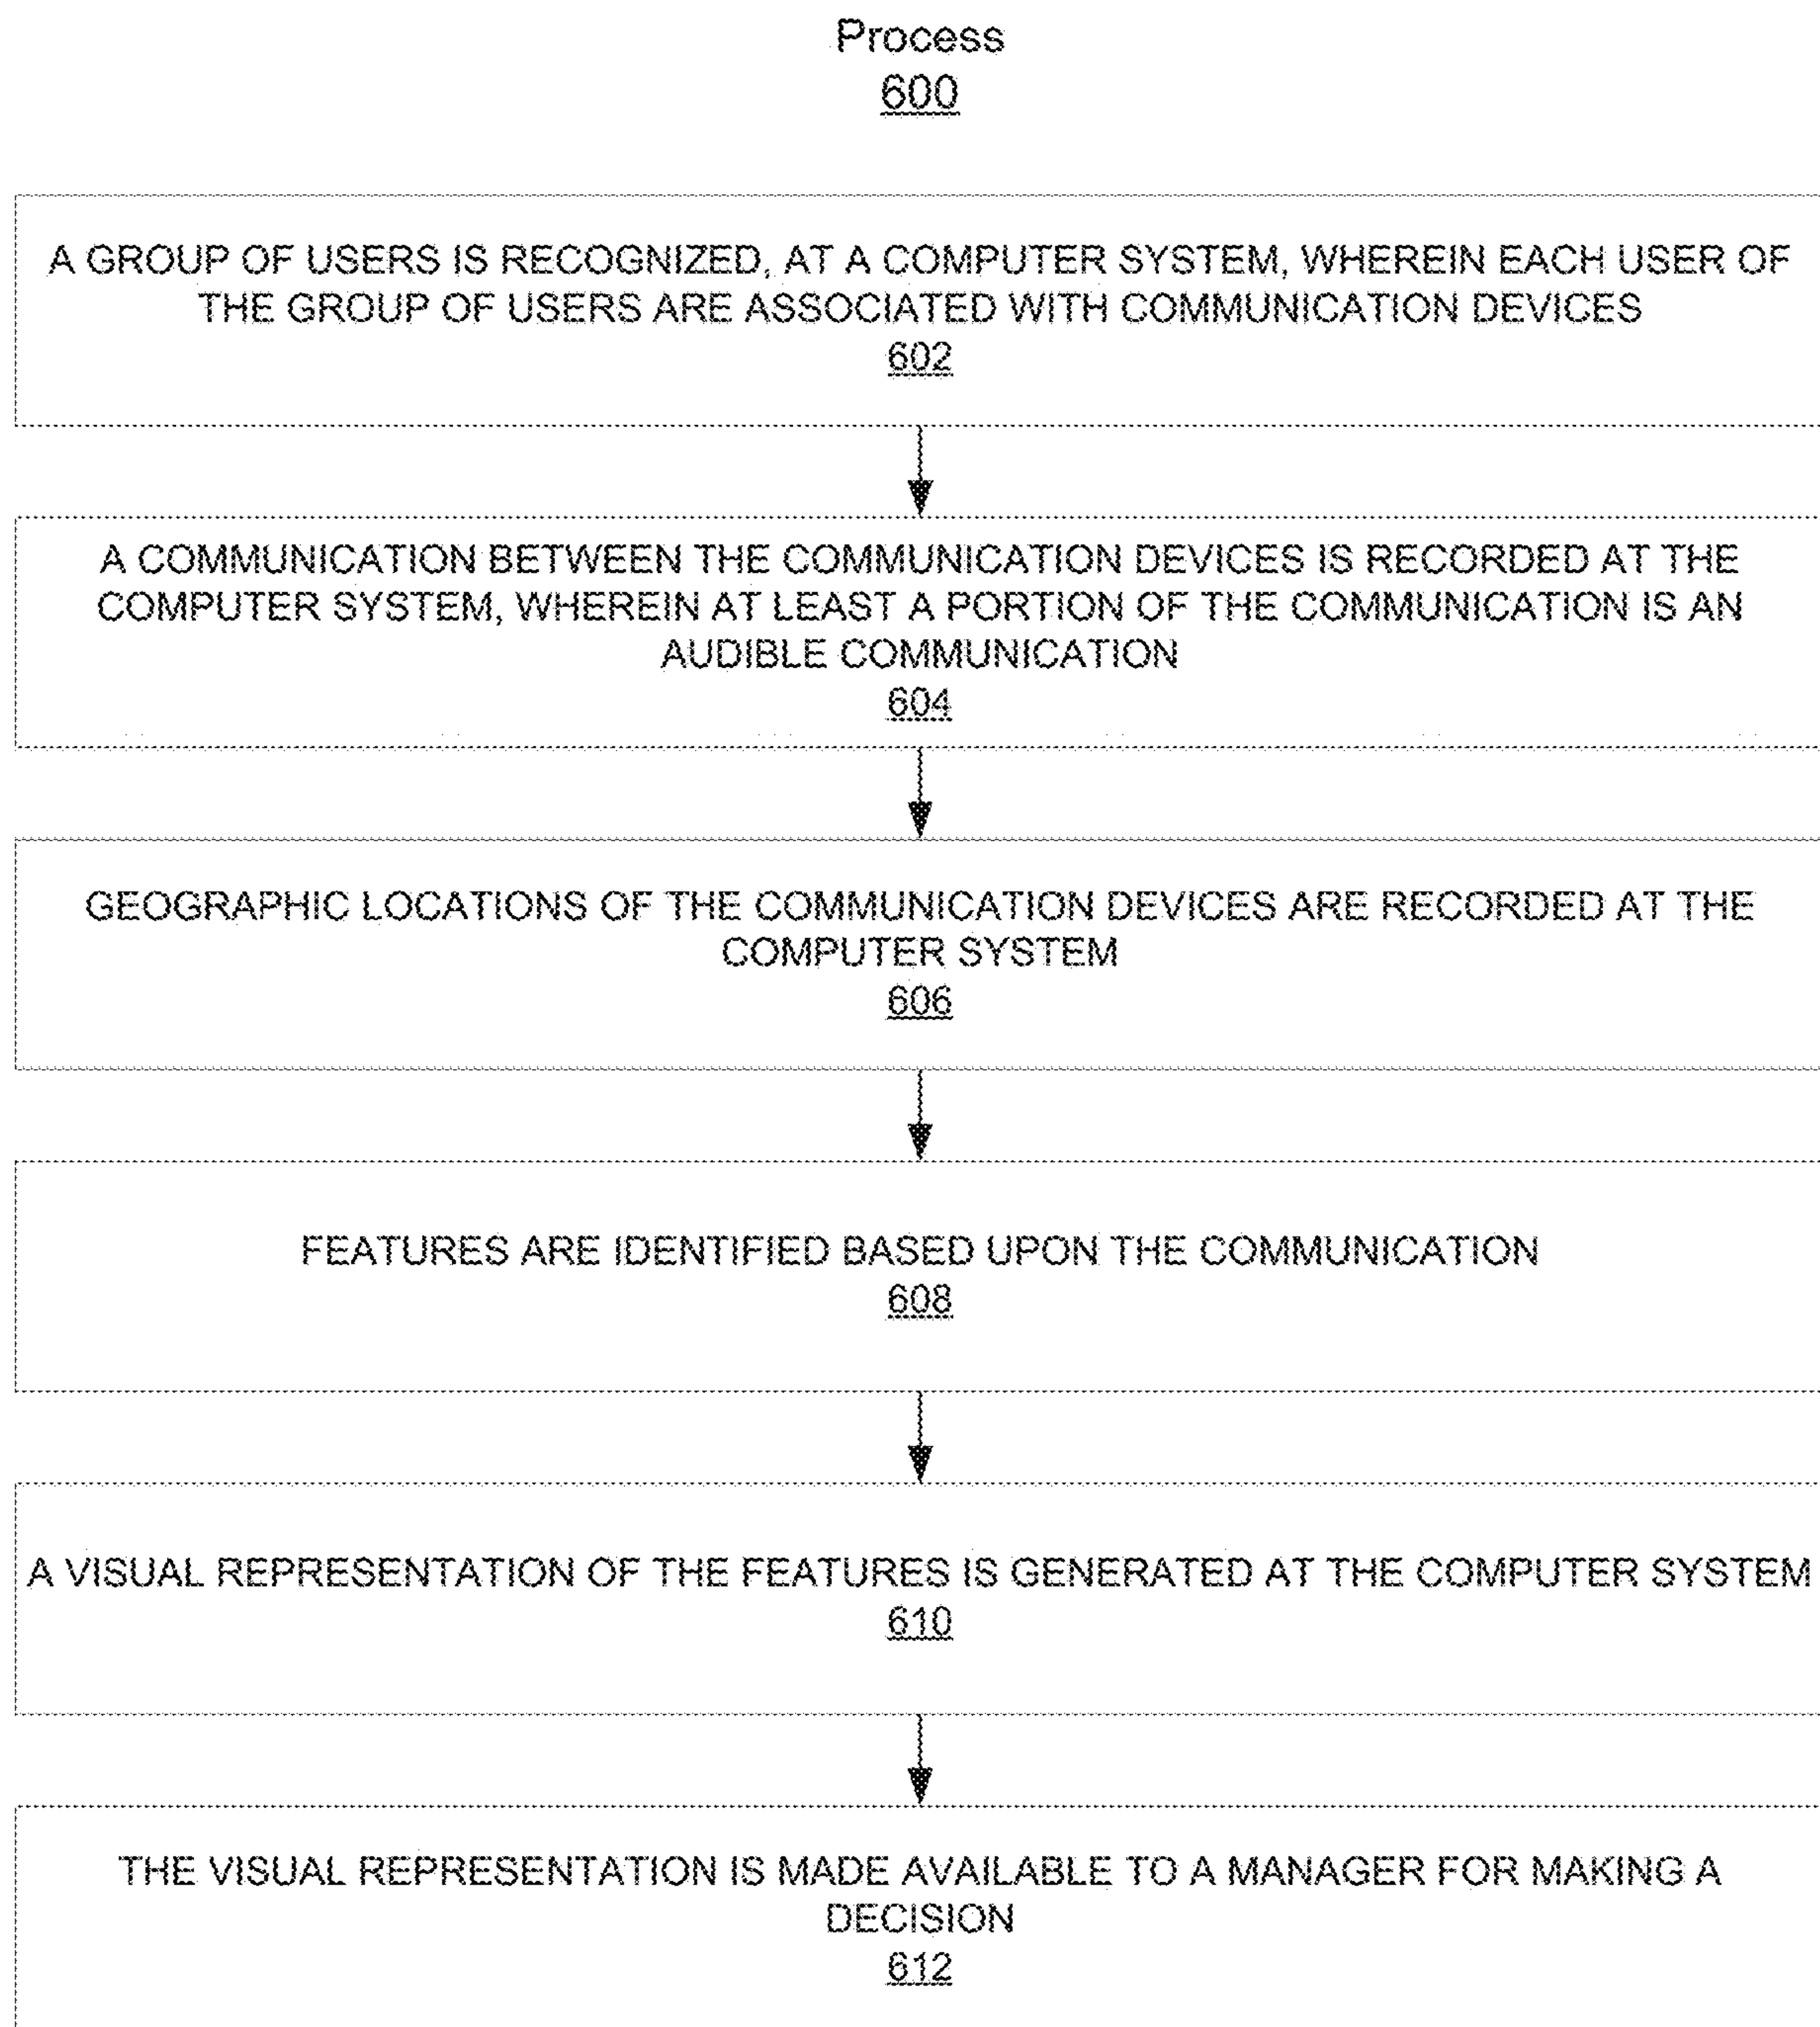 Process
600
A GROUP OF USERS IS RECOGNIZED, AT A COMPUTER SYSTEM, WHEREIN EACH USER OF
THE GROUP OF USERS ARE ASSOCIATED WITH COMMUNICATION DEVICES
602
A COMMUNICATION BETWEEN THE COMMUNICATION DEVICES IS RECORDED AT THE
COMPUTER SYSTEM, WHEREIN AT LEAST A PORTION OF THE COMMUNICATION IS AN
AUDIBLE COMMUNICATION
604
GEOGRAPHIC LOCATIONS OF THE COMMUNICATION DEVICES ARE RECORDED AT THE
COMPUTER SYSTEM
606
FEATURES ARE IDENTIFIED BASED UPON THE COMMUNICATION
608
A VISUAL REPRESENTATION OF THE FEATURES IS GENERATED AT THE COMPUTER SYSTEM
610
THE VISUAL REPRESENTATION IS MADE AVAILABLE TO A MANAGER FOR MAKING A
DECISION
612